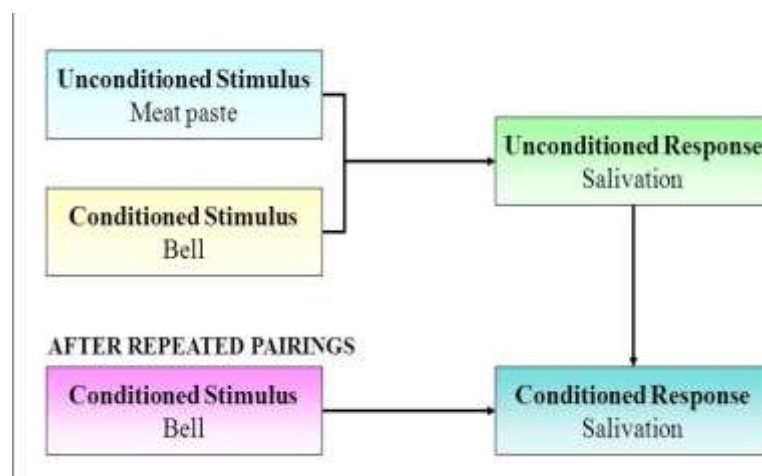 Unconditioned Stimulus
Meat paste
Unconditioned Response
Salivation
Conditioned Stimulus
Bell
AFTER REPEATED PAIRINGS
Conditioned Stimulus
Bell
Conditioned Response
Salivation